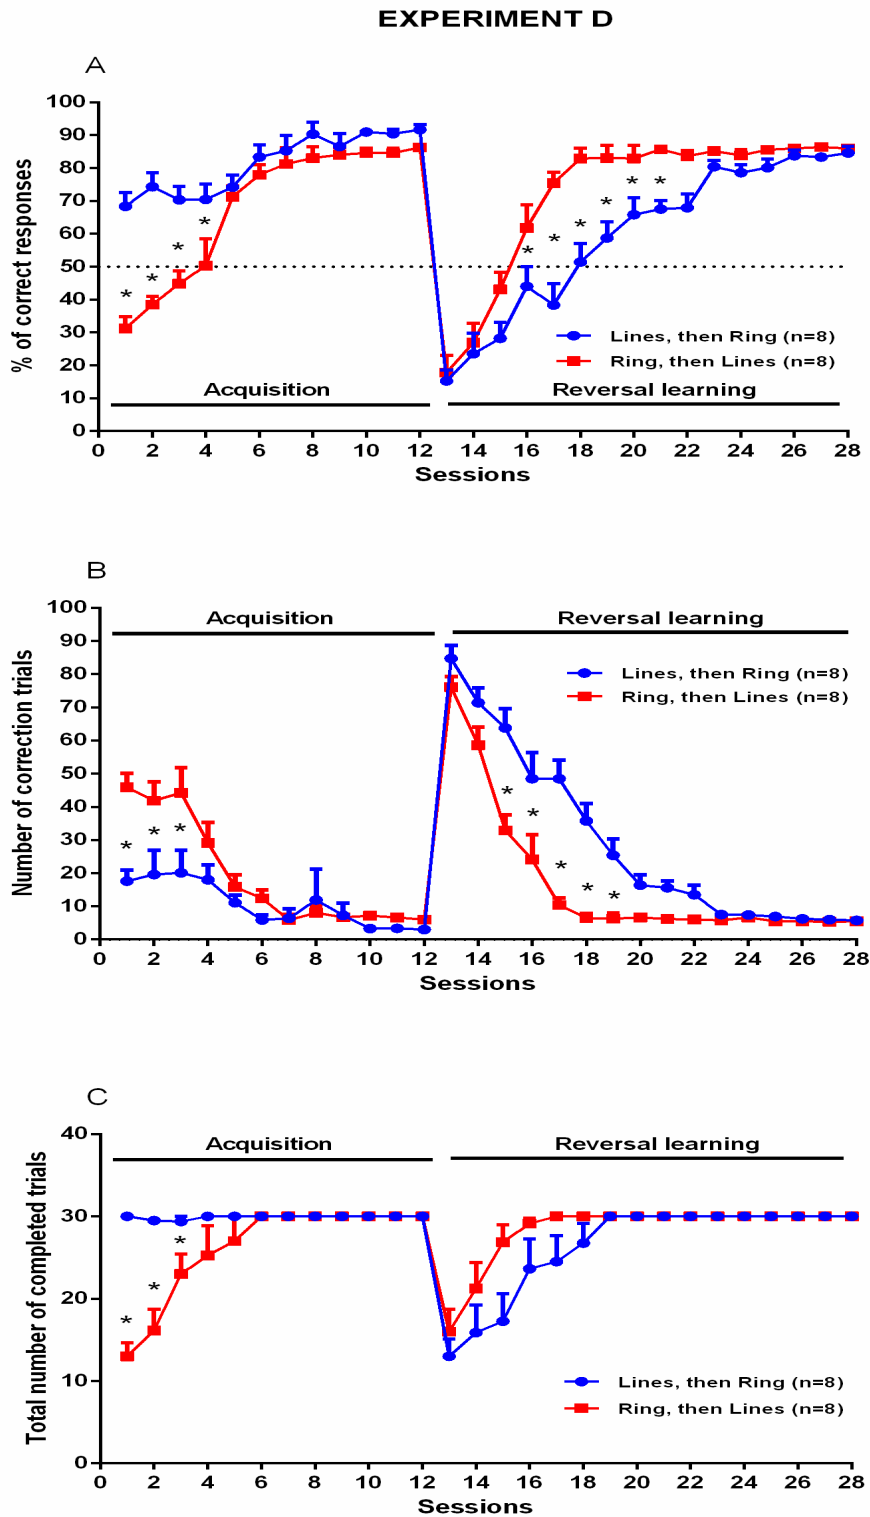 EXPERIMENT D
A
% of correct responses
100
90
80
70
60
50
40
30
20
10
0
* * * * * * * * * * *
Lines, then Ring (n=8)
Ring, then Lines (n=8)
Acquisition
Reversal learning
0 2 4 6 8 10 12 14 16 18 20 22 24 26 28
Sessions
B
Number of correction trials
100
90
80
70
60
50
40
30
20
10
0
Acquisition
Reversal learning
Lines, then Ring (n=8)
Ring, then Lines (n=8)
* * * * * * * *
0 2 4 6 8 10 12 14 16 18 20 22 24 26 28
Sessions
C
Total number of completed trials
40
30
20
10
0
Acquisition
Reversal learning
* * *
Lines, then Ring (n=8)
Ring, then Lines (n=8)
0 2 4 6 8 10 12 14 16 18 20 22 24 26 28
Sessions